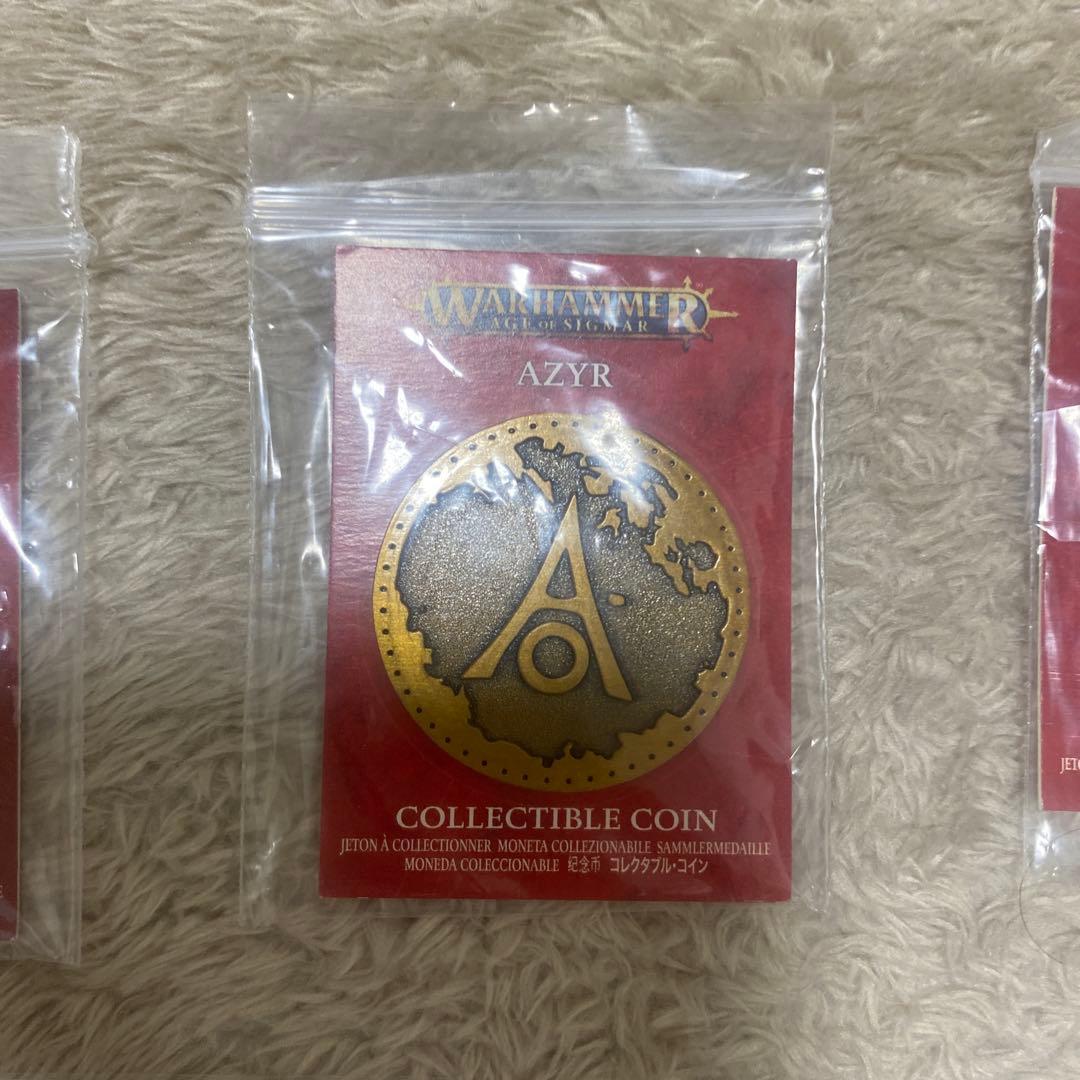 WARHAMMER
AGE OF SIGMAR
AZYR
COLLECTIBLE COIN
JETON À COLLECTIONNER MONETA COLLEZIONABILE SAMMLERMEDAILLE
MONEDA COLECCIONABLE 纪念币 コレクタブル・コイン